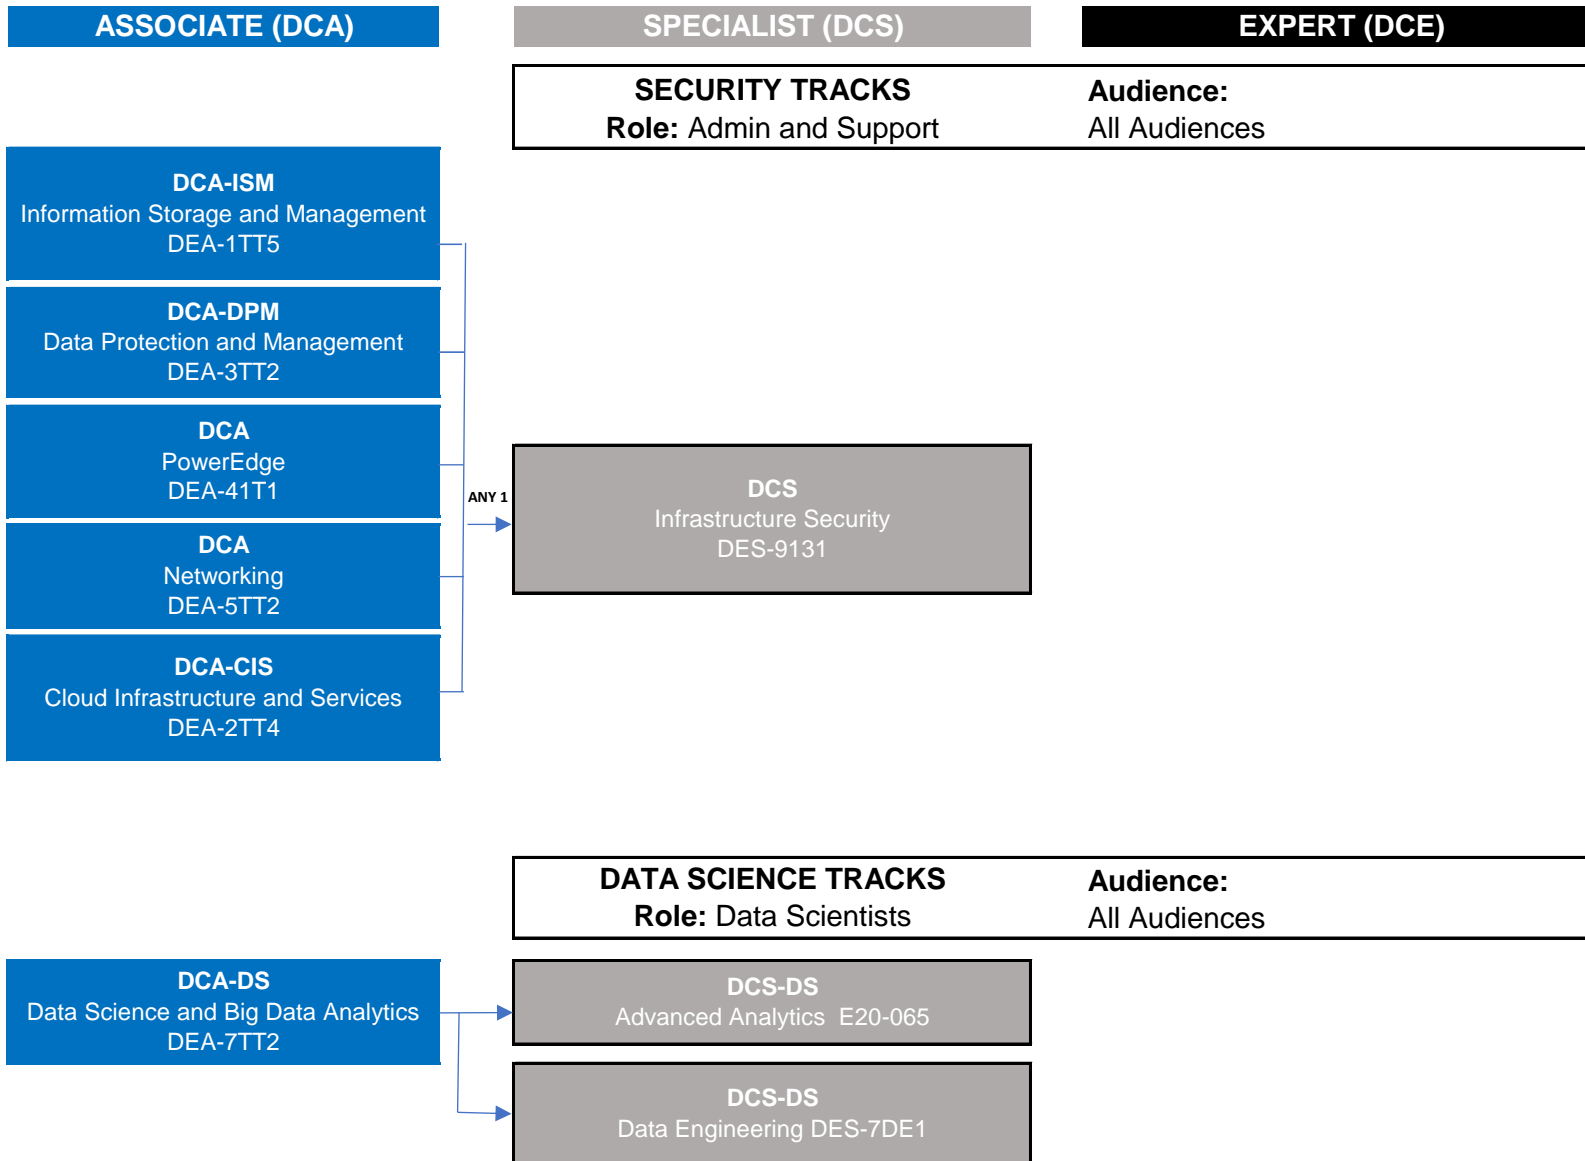 ASSOCIATE (DCA)
SPECIALIST (DCS)
EXPERT (DCE)
SECURITY TRACKS
Role: Admin and Support
Audience:
All Audiences
DCA-ISM
Information Storage and Management
DEA-1TT5
DCA-DPM
Data Protection and Management
DEA-3TT2
DCA
PowerEdge
DEA-41T1
DCA
Networking
DEA-5TT2
DCA-CIS
Cloud Infrastructure and Services
DEA-2TT4
ANY 1
DCS
Infrastructure Security
DES-9131
DATA SCIENCE TRACKS
Role: Data Scientists
Audience:
All Audiences
DCA-DS
Data Science and Big Data Analytics
DEA-7TT2
DCS-DS
Advanced Analytics  E20-065
DCS-DS
Data Engineering DES-7DE1